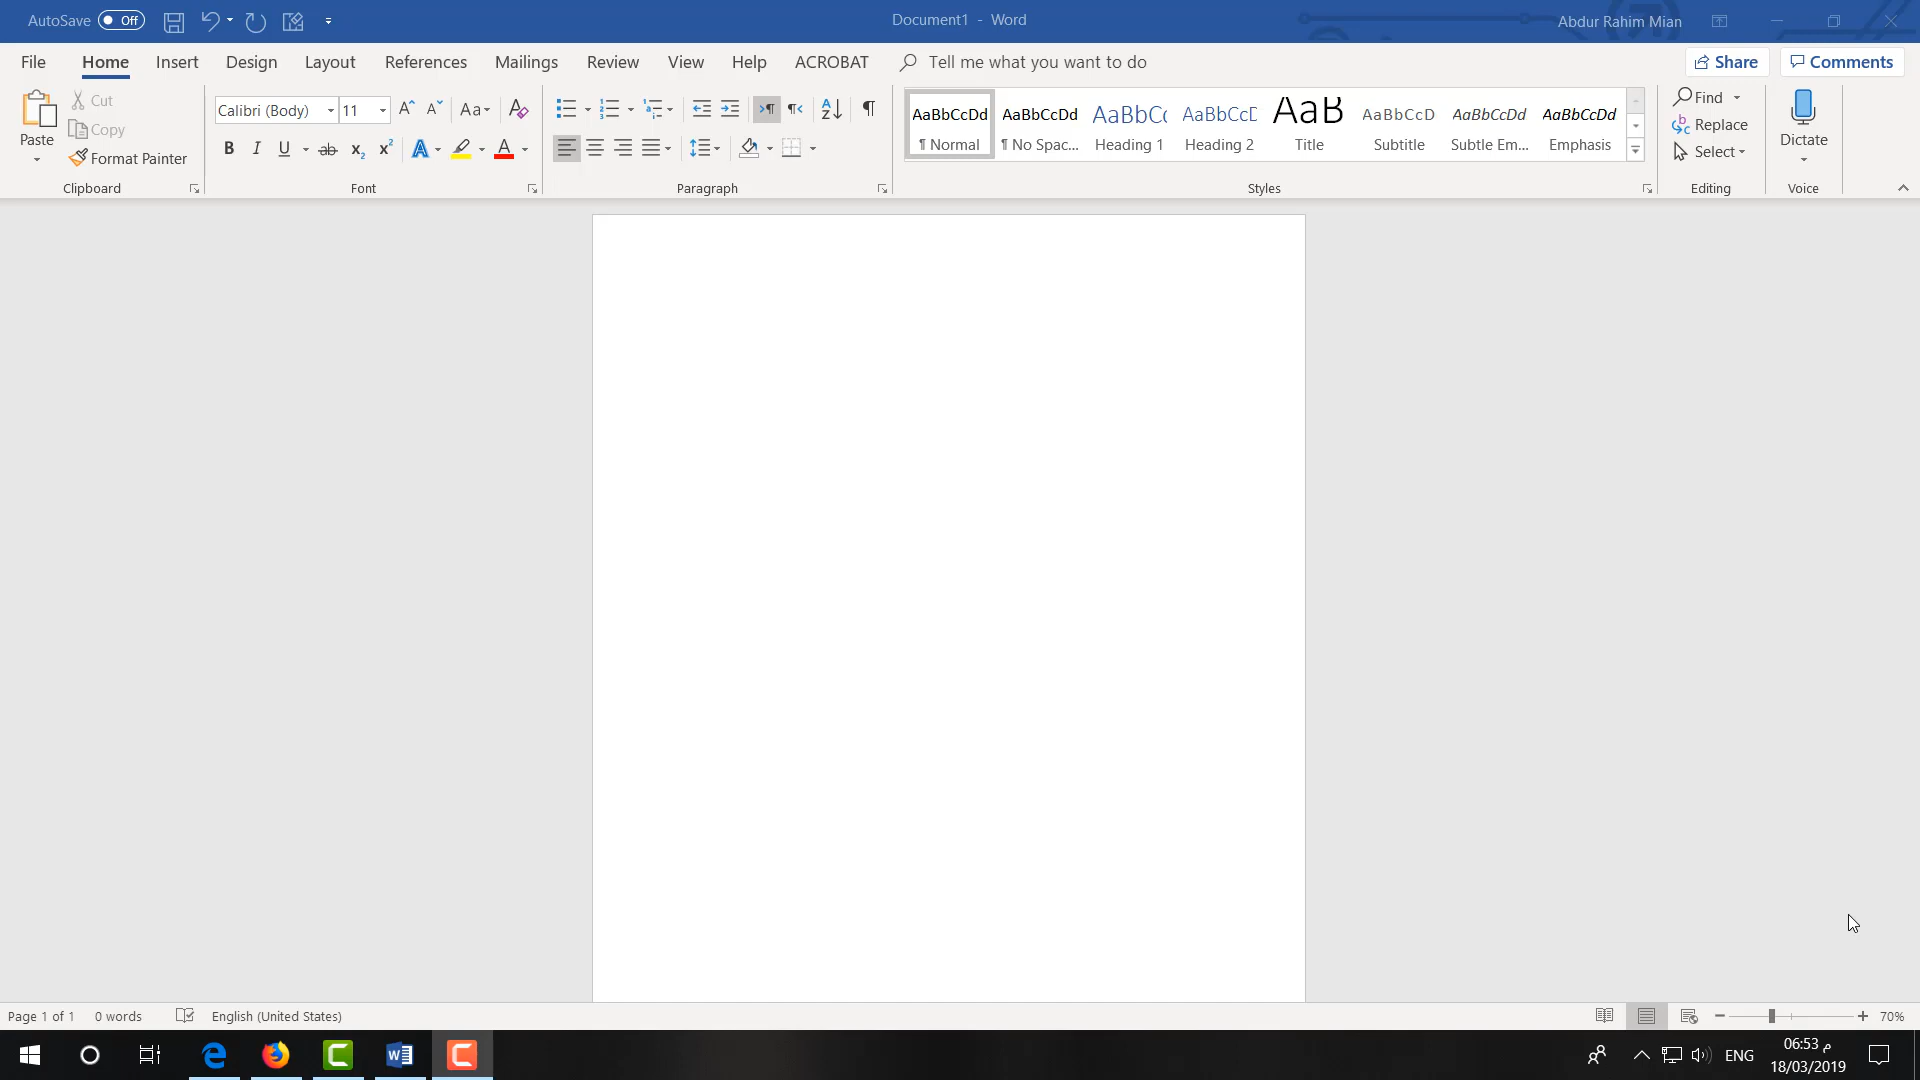 AutoSave Off
Document1 - Word
Abdur Rahim Mian
File Home Insert Design Layout References Mailings Review View Help ACROBAT Tell me what you want to do Share Comments
Paste
Cut
Copy
Format Painter
Clipboard
Calibri (Body) 11
Font
Paragraph
AaBbCcDd AaBbCcDd AaBbCc AaBbCcD AaB AaBbCcD AaBbCcDd AaBbCcDd
¶ Normal ¶ No Spac... Heading 1 Heading 2 Title Subtitle Subtle Em... Emphasis
Styles
Find
Replace
Select
Editing
Dictate
Voice
Page 1 of 1 0 words English (United States) 70%
ENG
06:53 م
18/03/2019